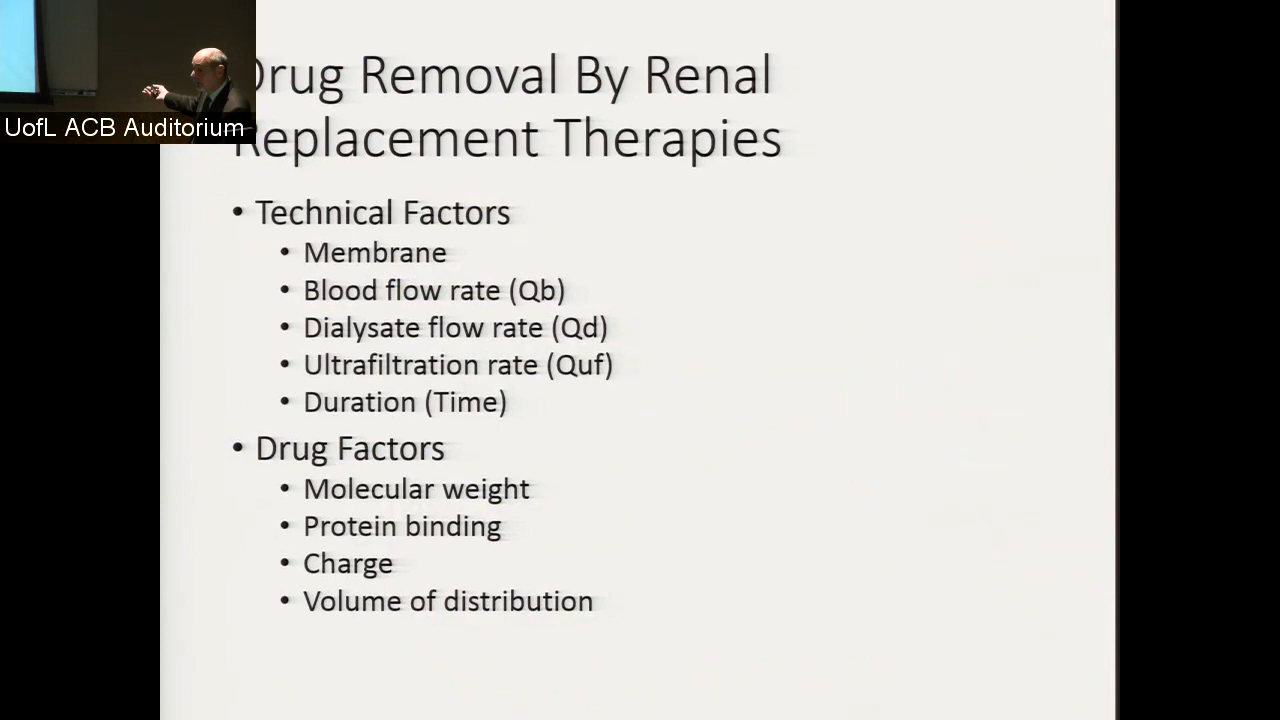 UofL ACB Auditorium
Drug Removal By Renal
Replacement Therapies
• Technical Factors
• Membrane
• Blood flow rate (Qb)
• Dialysate flow rate (Qd)
• Ultrafiltration rate (Quf)
• Duration (Time)
• Drug Factors
• Molecular weight
• Protein binding
• Charge
• Volume of distribution